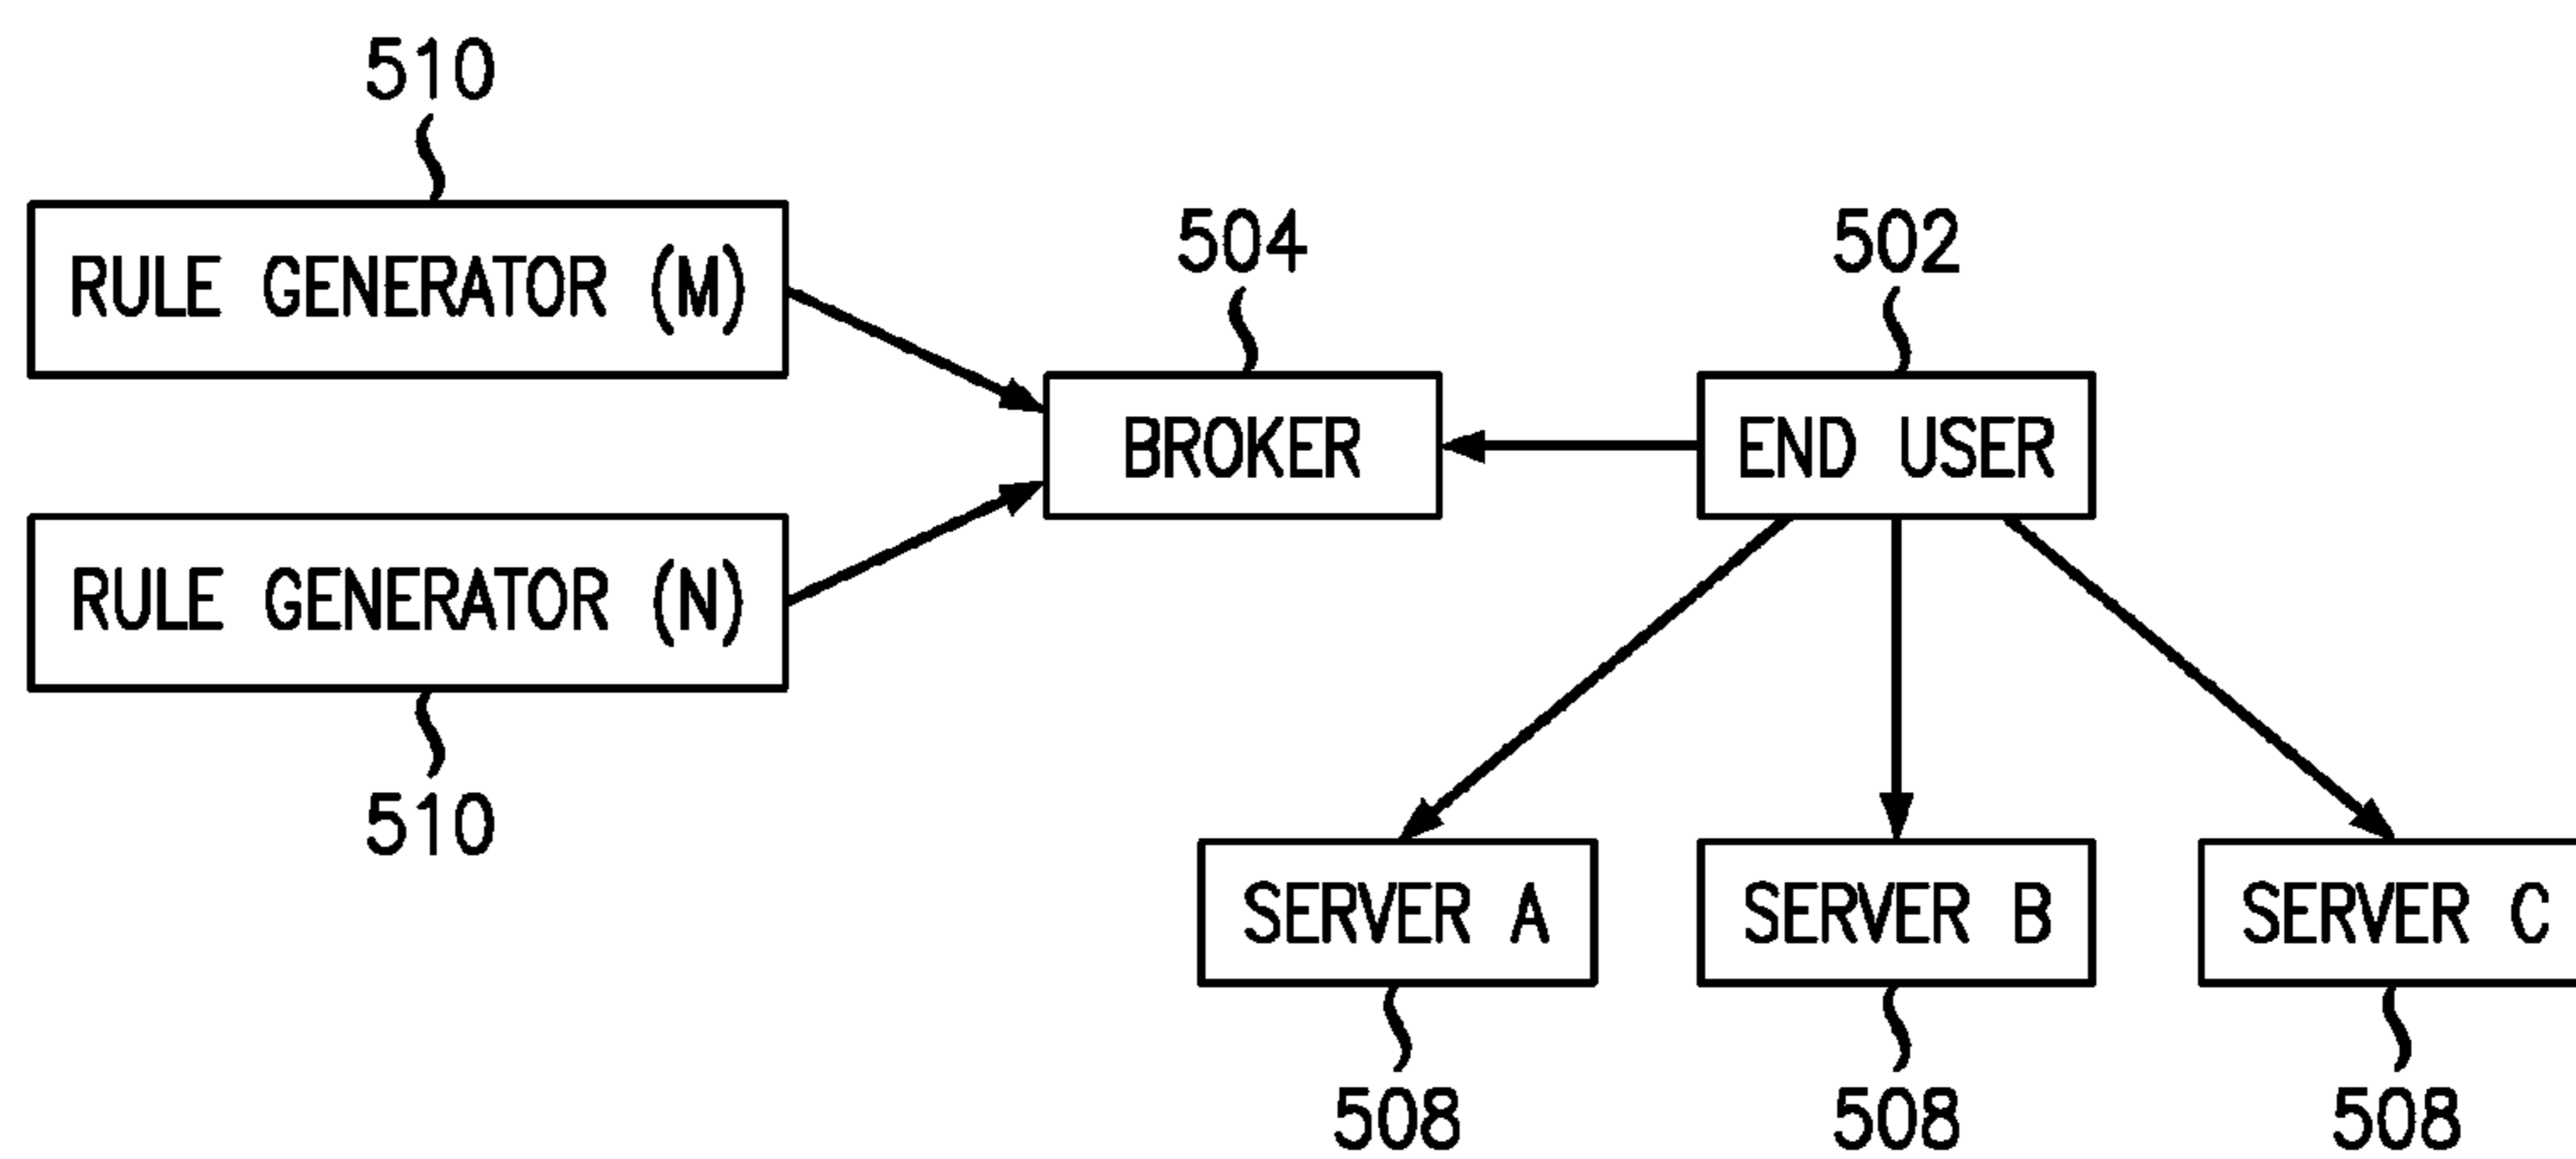 510
RULE GENERATOR (M)
504
502
BROKER
END USER
RULE GENERATOR (N)
510
SERVER A
SERVER B
SERVER C
508
508
508